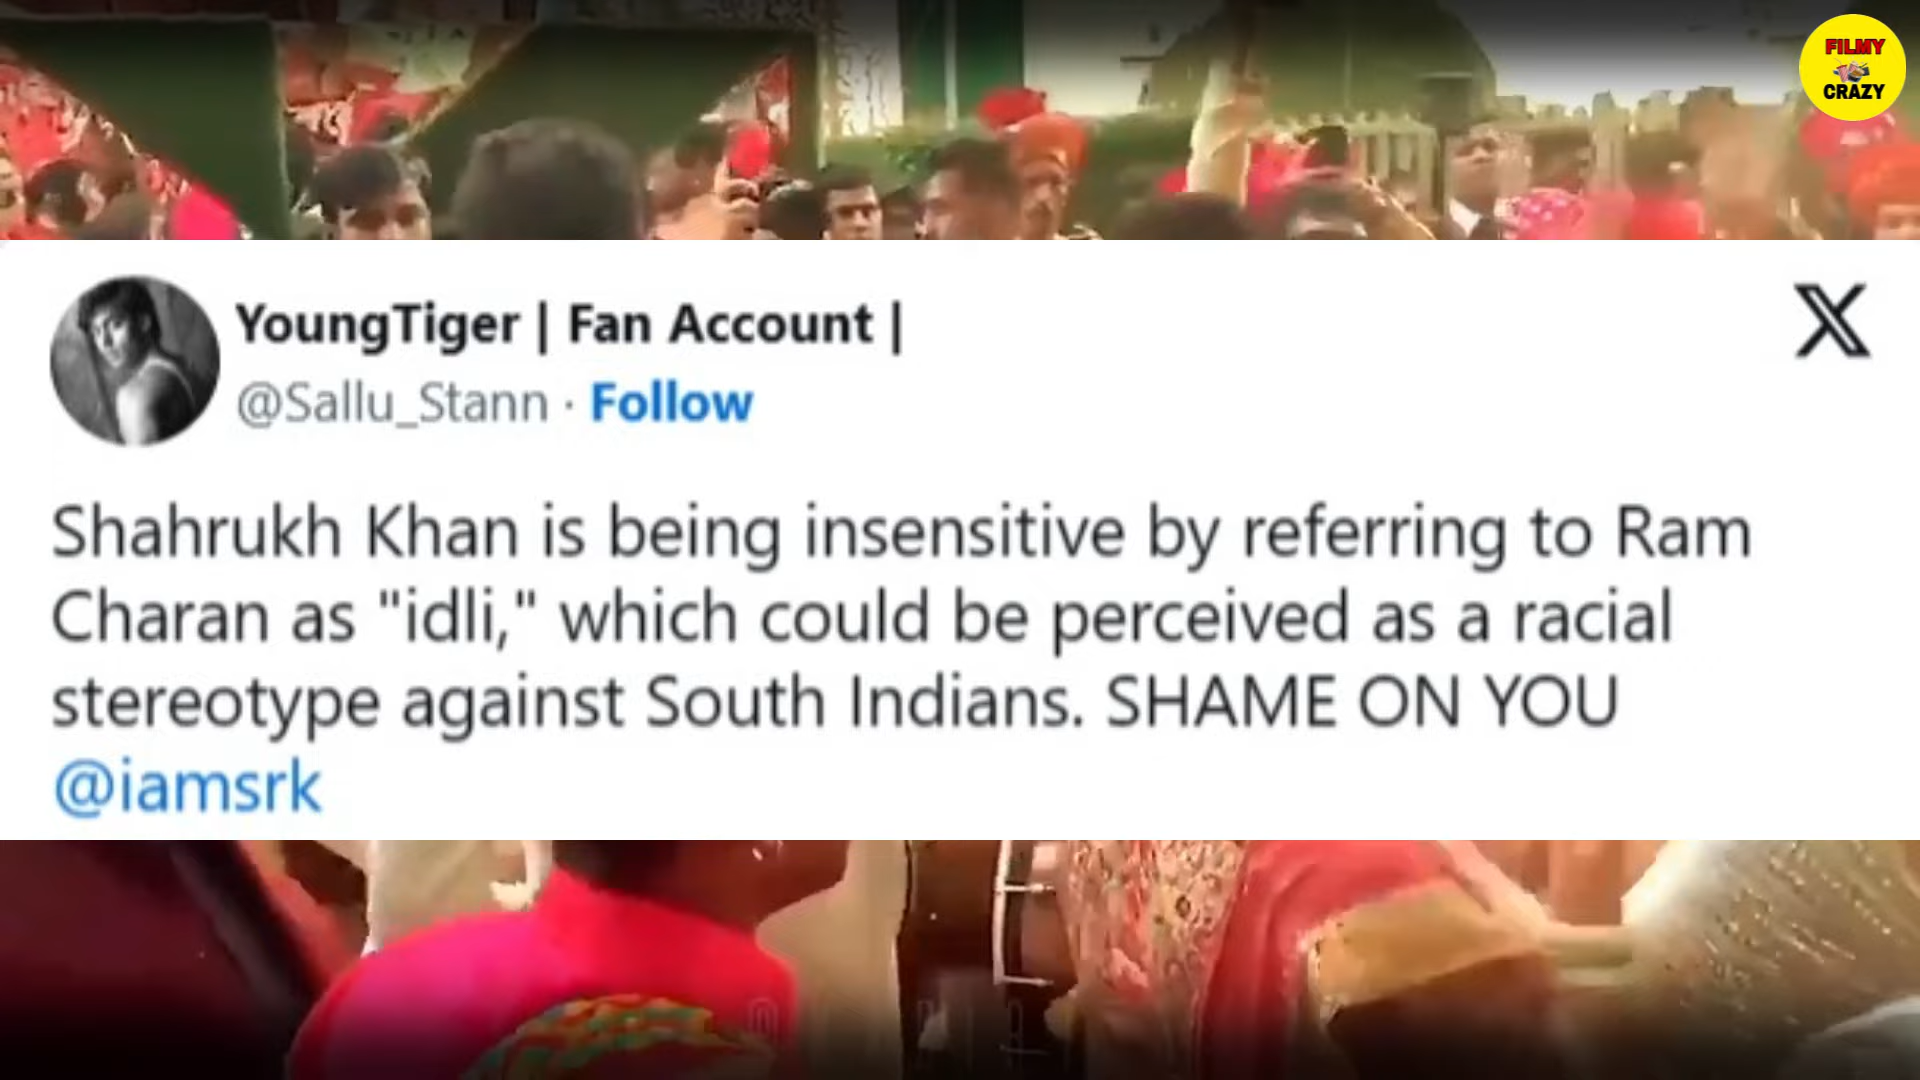 FILMY
CRAZY
YoungTiger | Fan Account |
@Sallu_Stann · Follow
X
Shahrukh Khan is being insensitive by referring to Ram
Charan as "idli," which could be perceived as a racial
stereotype against South Indians. SHAME ON YOU
@iamsrk